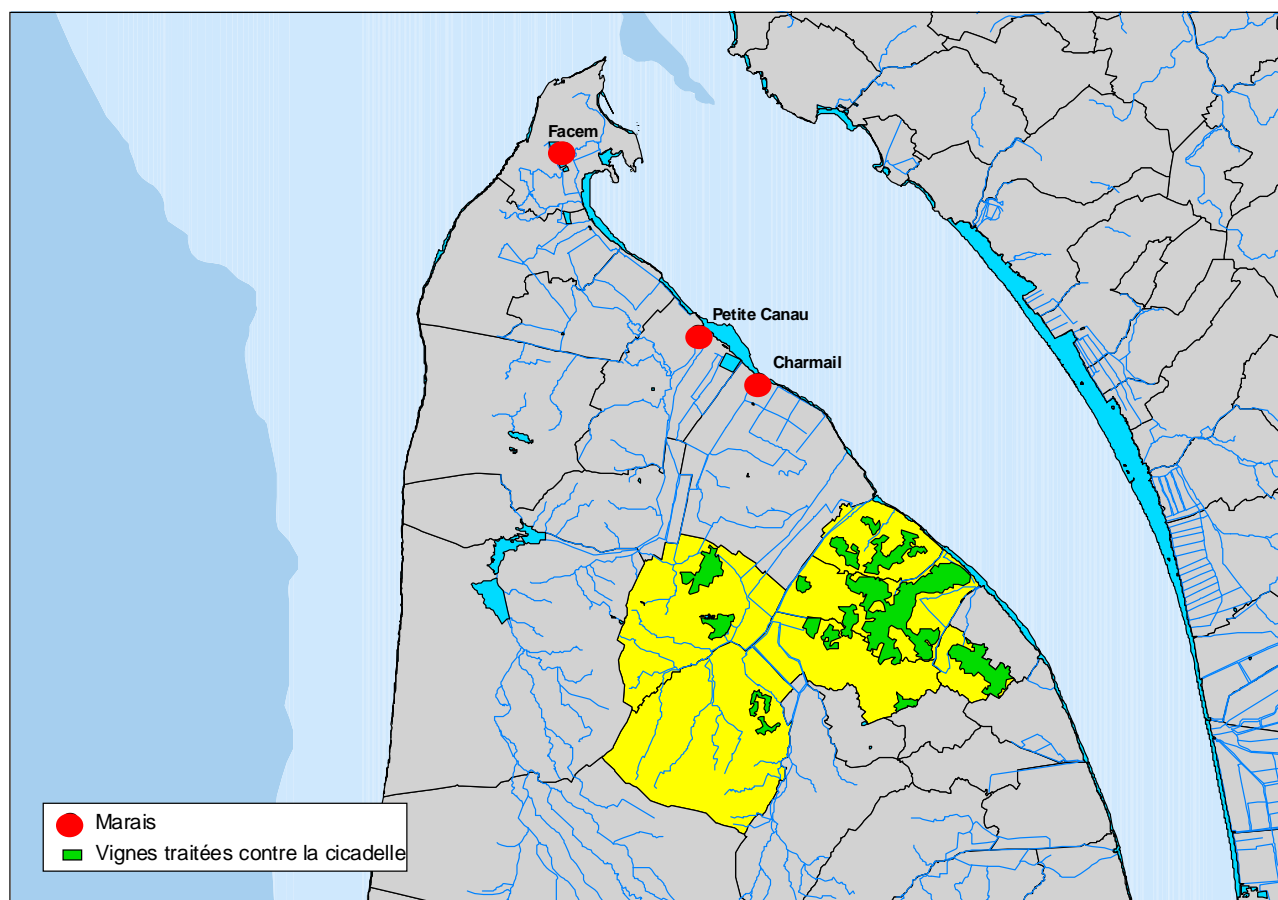 Facem
Petite Canau
Charmail
Marais
Vignes traitées contre la cicadelle